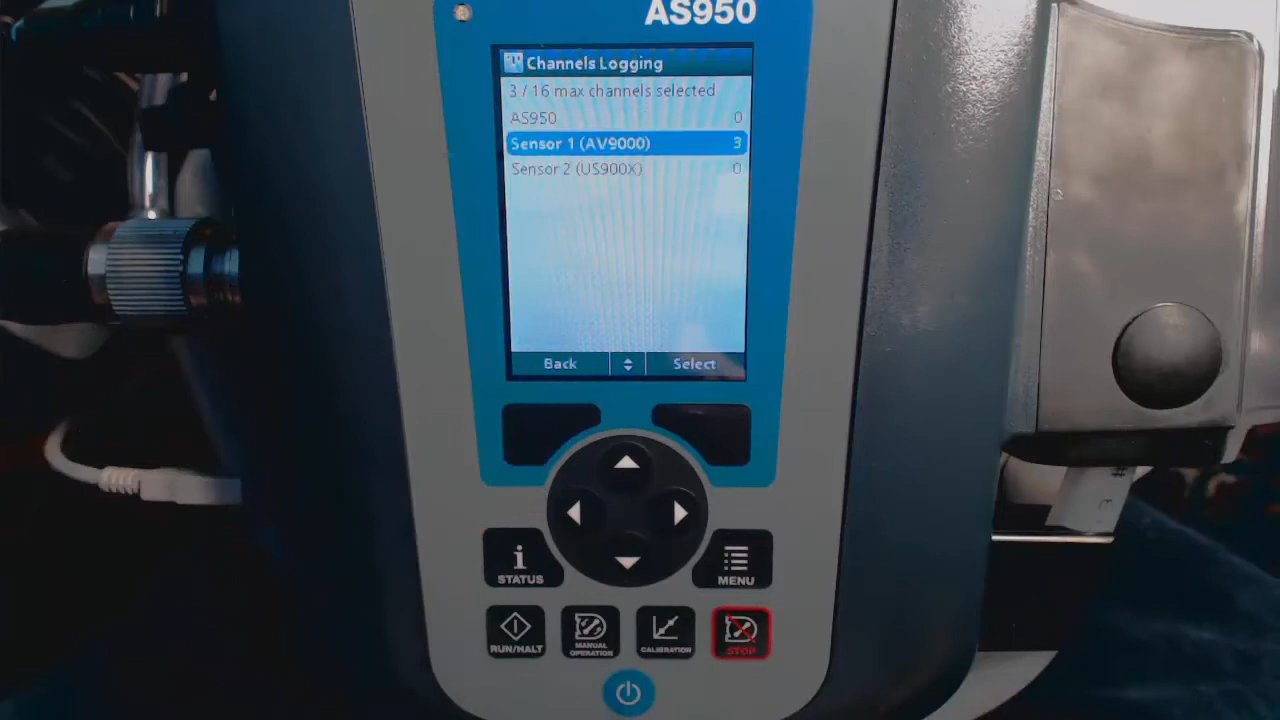 AS950
Channels Logging
3 / 16 max channels selected
AS950 0
Sensor 1 (AV9000) 3
Sensor 2 (US900X) 0
Back Select
STATUS
MENU
RUN/HALT
MANUAL OPERATION
CALIBRATION
STOP